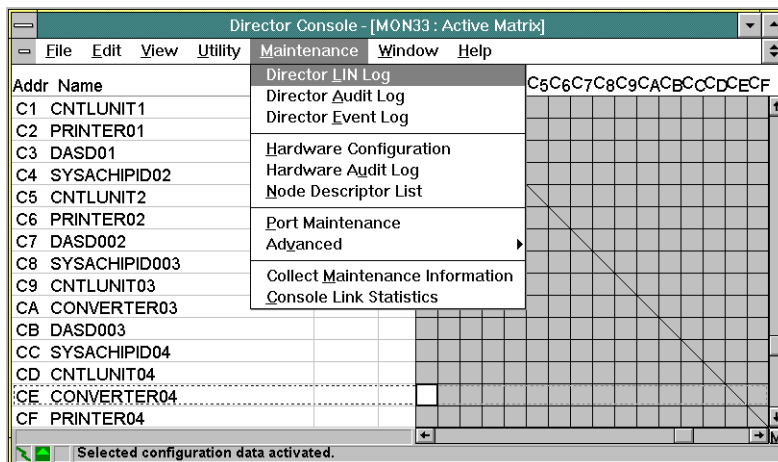 Director Console - [MON33 : Active Matrix]
File Edit View Utility Maintenance Window Help
Addr Name
C5C6C7C8C9CACBCCCDCECF
Director LIN Log
Director Audit Log
Director Event Log
Hardware Configuration
Hardware Audit Log
Node Descriptor List
Port Maintenance
Advanced
Collect Maintenance Information
Console Link Statistics
C1 CNTLUNIT1
C2 PRINTER01
C3 DASD01
C4 SYSACHIPID02
C5 CNTLUNIT2
C6 PRINTER02
C7 DASD002
C8 SYSACHIPID003
C9 CNTLUNIT03
CA CONVERTER03
CB DASD003
CC SYSACHIPID04
CD CNTLUNIT04
CE CONVERTER04
CF PRINTER04
M
Selected configuration data activated.